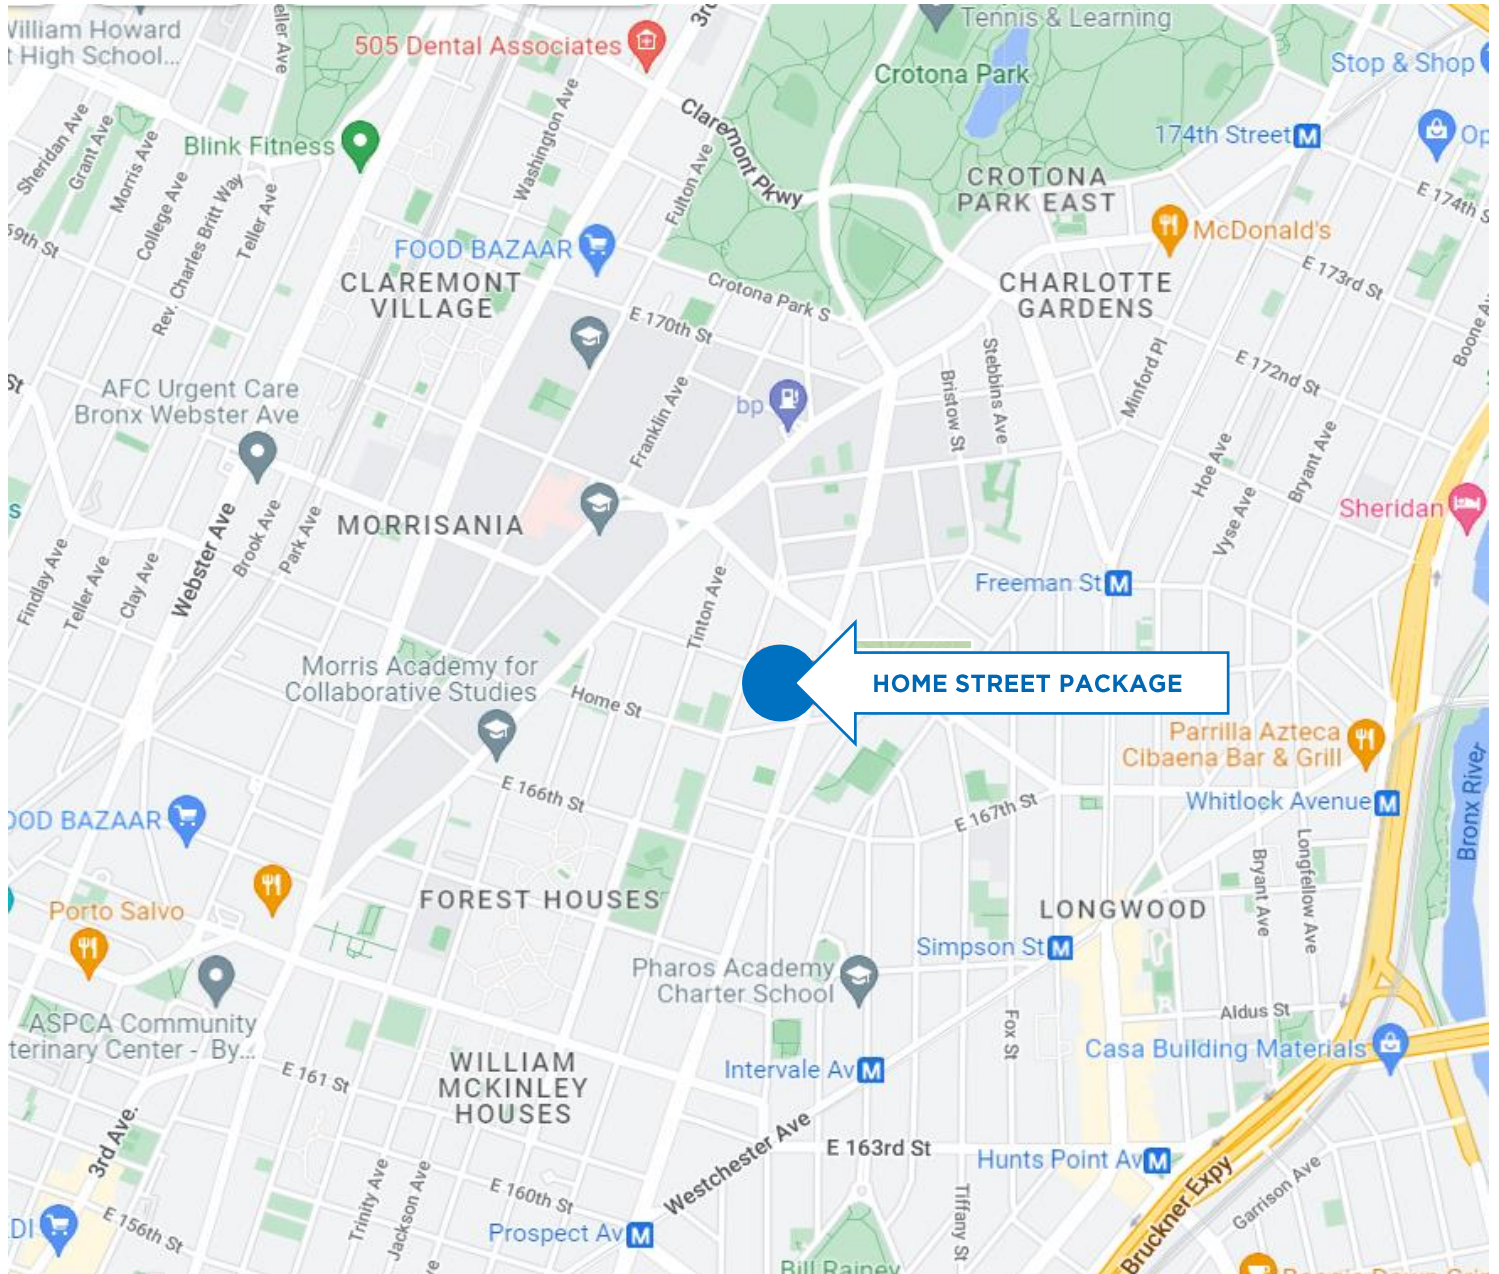 William Howard
t High School...
eller Ave
505 Dental Associates
3r
Tennis & Learning
Crotona Park
Stop & Shop
Blink Fitness
Claremont Pkwy
174th Street M
Op
Sheridan Ave
Grant Ave
Morris Ave
College Ave
Rev. Charles Britt Way
Teller Ave
Washington Ave
Fulton Ave
CROTONA
PARK EAST
E 174th S
McDonald's
59th St
FOOD BAZAAR
CLAREMONT
VILLAGE
Crotona Park S
CHARLOTTE
GARDENS
E 173rd St
E 170th St
Boone A
E 172nd St
Stebbins Ave
Bristow St
Minford Pl
St
AFC Urgent Care
Bronx Webster Ave
bp
Franklin Ave
Hoe Ave
Bryant Ave
Vyse Ave
s
MORRISANIA
Sheridan
Webster Ave
Brook Ave
Park Ave
Findlay Ave
Teller Ave
Clay Ave
Tinton Ave
Freeman St M
Morris Academy for
Collaborative Studies
Home St
HOME STREET PACKAGE
Parrilla Azteca
Cibaena Bar & Grill
E 166th St
E 167th St
Whitlock Avenue M
Bronx River
OOD BAZAAR
Bryant Ave
Longfellow Ave
FOREST HOUSES
Porto Salvo
LONGWOOD
Simpson St M
Pharos Academy
Charter School
ASPCA Community
terinary Center - By...
Aldus St
Fox St
Casa Building Materials
E 161 St
WILLIAM
MCKINLEY
HOUSES
Intervale Av M
3rd Ave.
Westchester Ave
E 163rd St
Hunts Point Av M
Trinity Ave
Jackson Ave
E 160th St
Tiffany St
Bruckner Expy
Garrison Ave
DI
E 156th St
Prospect Av M
e
Bill Rainey